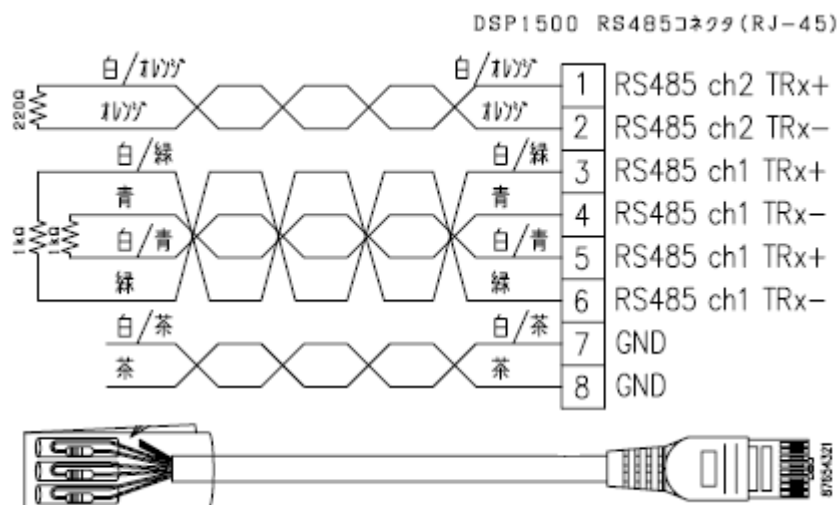 DSP1500 RS485ｺﾈｸﾀ(RJ-45)
白/ｵﾚﾝｼﾞ 白/ｵﾚﾝｼﾞ 1 RS485 ch2 TRx+
220Ω
ｵﾚﾝｼﾞ ｵﾚﾝｼﾞ 2 RS485 ch2 TRx-
白/緑 白/緑 3 RS485 ch1 TRx+
青 青 4 RS485 ch1 TRx-
1kΩ 1kΩ
白/青 白/青 5 RS485 ch1 TRx+
緑 緑 6 RS485 ch1 TRx-
白/茶 白/茶 7 GND
茶 茶 8 GND
87654321